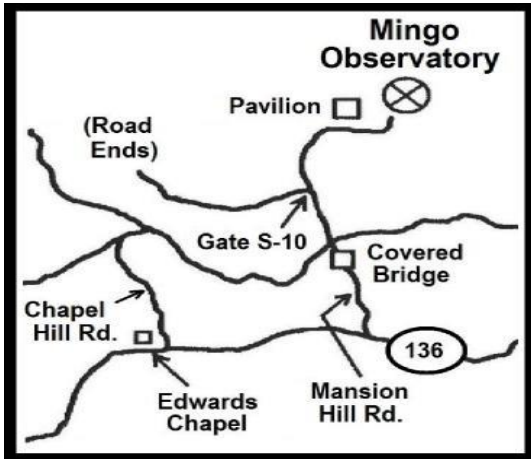 Mingo
Observatory
Pavilion
(Road
Ends)
Gate S-10
Covered
Bridge
Chapel
Hill Rd.
136
Edwards
Chapel
Mansion
Hill Rd.